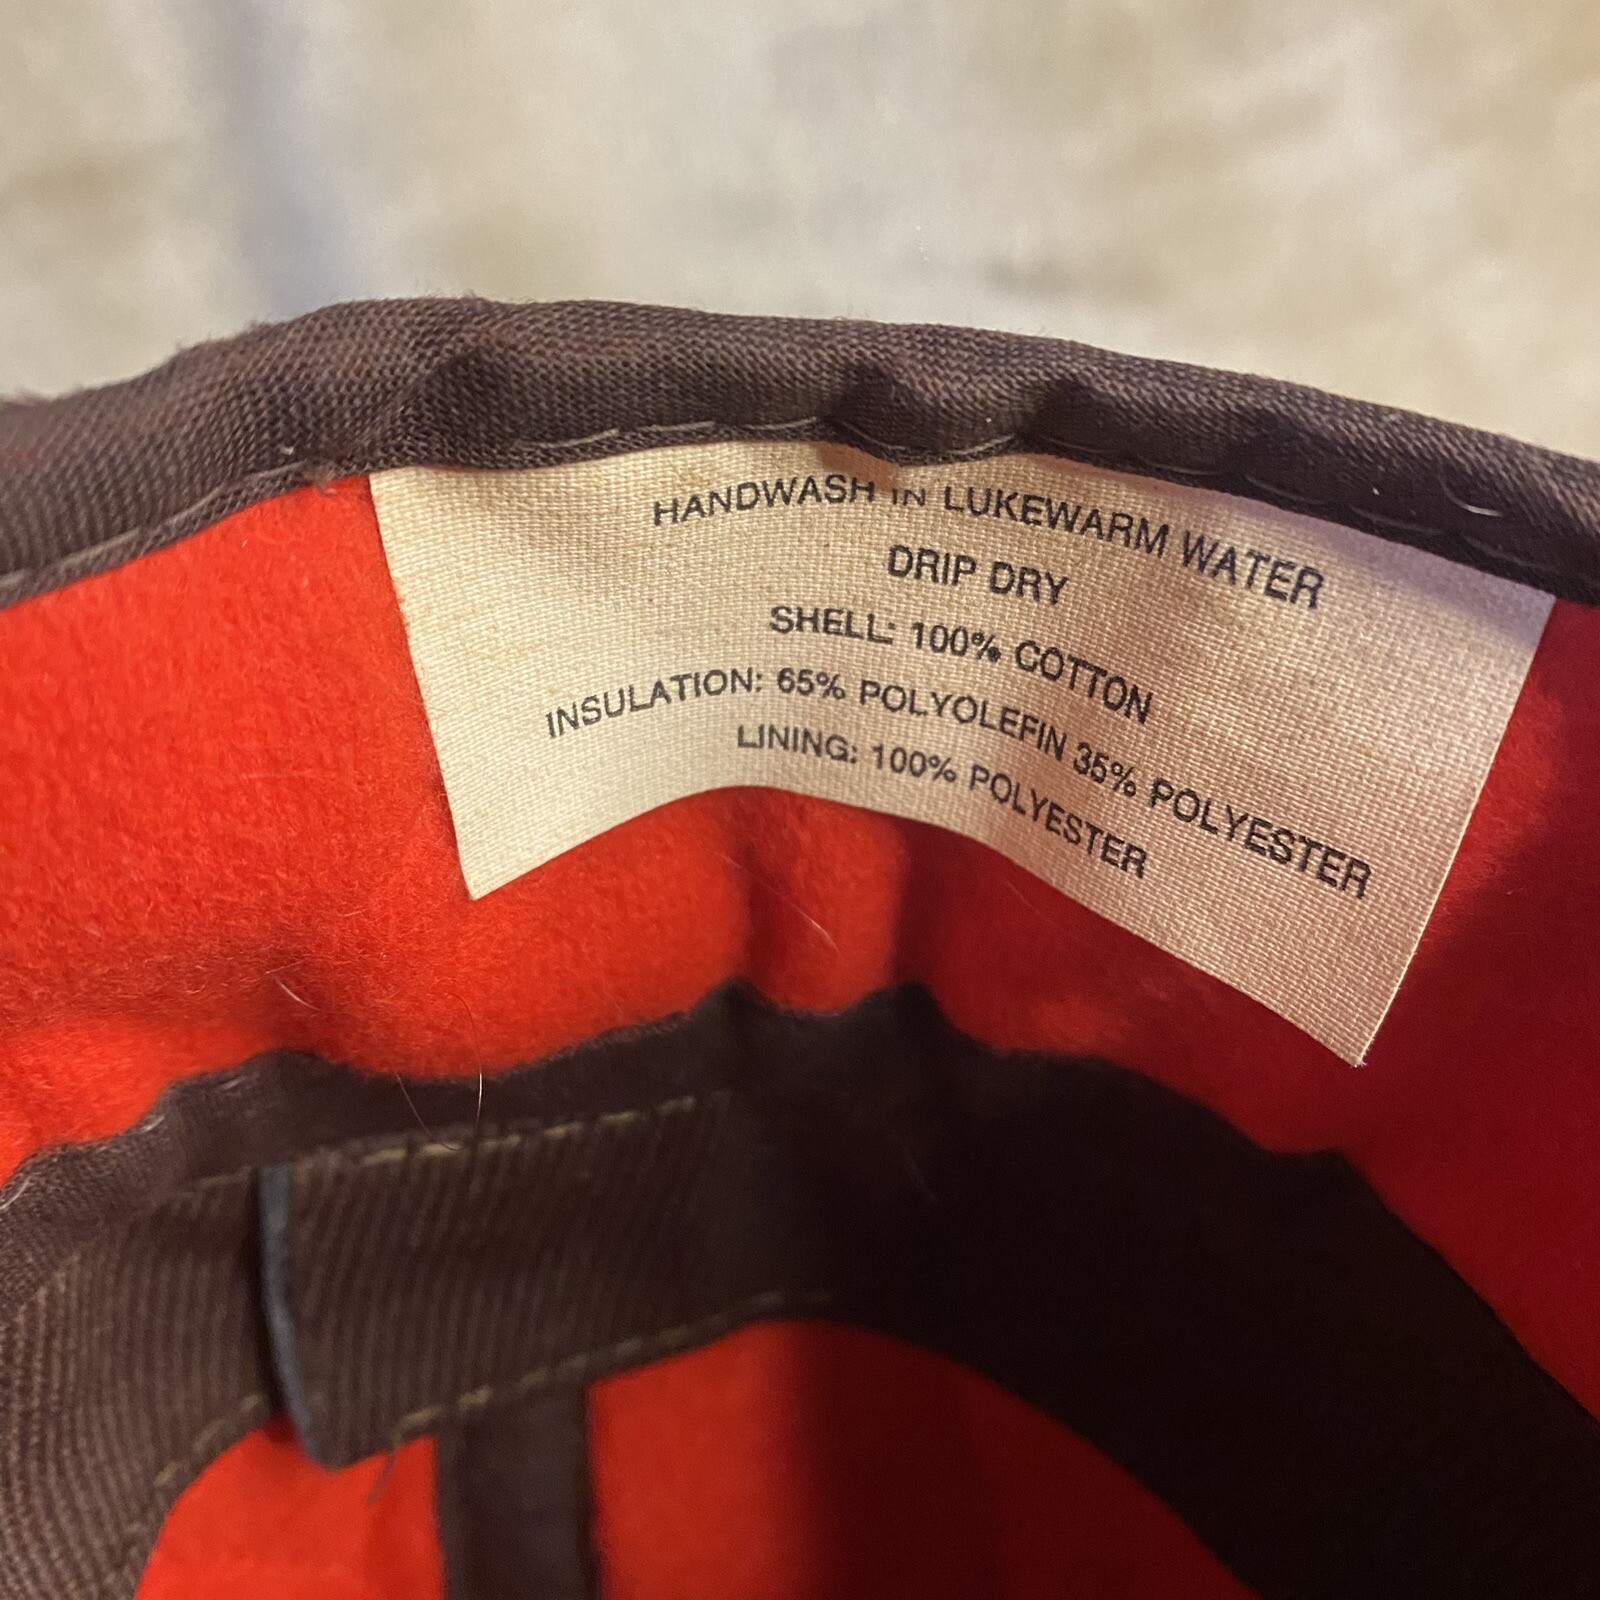 HANDWASH IN LUKEWARM WATER
DRIP DRY
SHELL: 100% COTTON
INSULATION: 65% POLYOLEFIN 35% POLYESTER
LINING: 100% POLYESTER